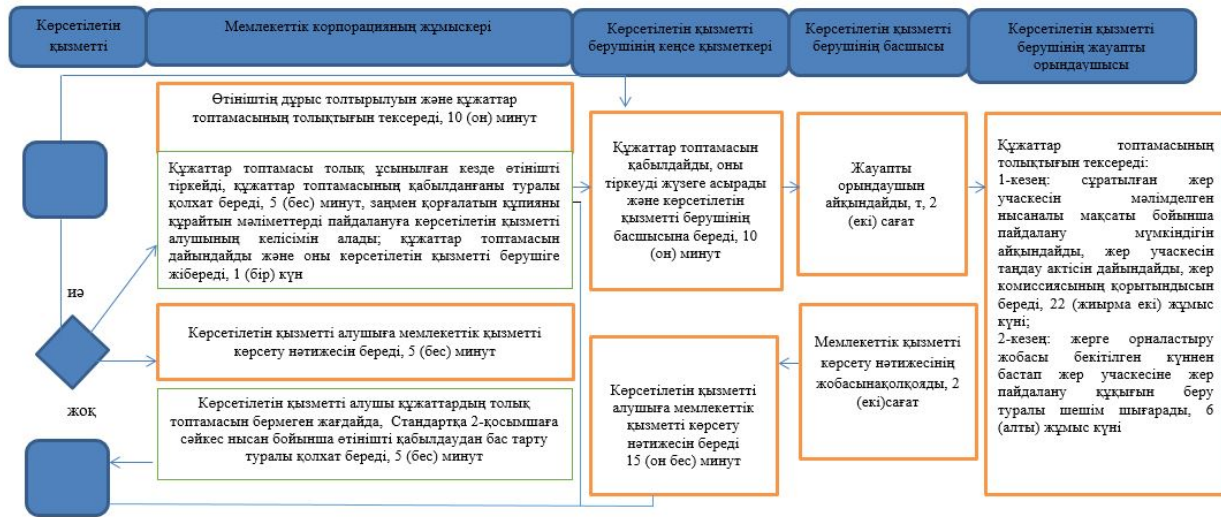 Көрсетілетін
қызметті
Мемлекеттік корпорацияның жұмыскері
Көрсетілетін қызметті
берушінің кеңсе қызметкері
Көрсетілетін қызметті
берушінің басшысы
Көрсетілетін қызметті
берушінің жауапты
орындаушысы
Өтініштің дұрыс толтырылуын және құжаттар
топтамасының толықтығын тексереді, 10 (он) минут
Құжаттар топтамасы толық ұсынылған кезде өтінішті
тіркейді, құжаттар топтамасының қабылданғаны туралы
қолхат береді, 5 (бес) минут, заңмен қорғалатын құпияны
құрайтын мәліметтерді пайдалануға көрсетілетін қызметті
алушының келісімін алады; құжаттар топтамасын
дайындайды және оны көрсетілетін қызметті берушіге
жібереді, 1 (бір) күн
иә
Көрсетілетін қызметті алушыға мемлекеттік қызметті
көрсету нәтижесін береді, 5 (бес) минут
жоқ
Көрсетілетін қызметті алушы құжаттардың толық
топтамасын бермеген жағдайда, Стандартқа 2-қосымшаға
сәйкес нысан бойынша өтінішті қабылдаудан бас тарту
туралы қолхат береді, 5 (бес) минут
Құжаттар топтамасын
қабылдайды, оны
тіркеуді жүзеге асырады
және көрсетілетін қызметті
берушінің
басшысына береді, 10
(он) минут
Көрсетілетін қызметті
алушыға мемлекеттік
қызметті көрсету
нәтижесін береді
15 (он бес) минут
Жауапты
орындаушын
айқындайды, т, 2
(екі) сағат
Мемлекеттік қызметті
көрсету нәтижесінің
жобасынақолқояды, 2
(екі)сағат
Құжаттар топтамасының
толықтығын тексереді:
1-кезең: сұратылған жер
учаскесін мәлімделген
нысаналы мақсаты бойынша
пайдалану мүмкіндігін
айқындайды, жер учаскесін
таңдау актісін дайындайды, жер
комиссиясының қорытындысын
береді, 22 (жиырма екі) жұмыс
күні;
2-кезең: жерге орналастыру
жобасы бекітілген күннен
бастап жер учаскесіне жер
пайдалану құқығын беру
туралы шешім шығарады, 6
(алты) жұмыс күні